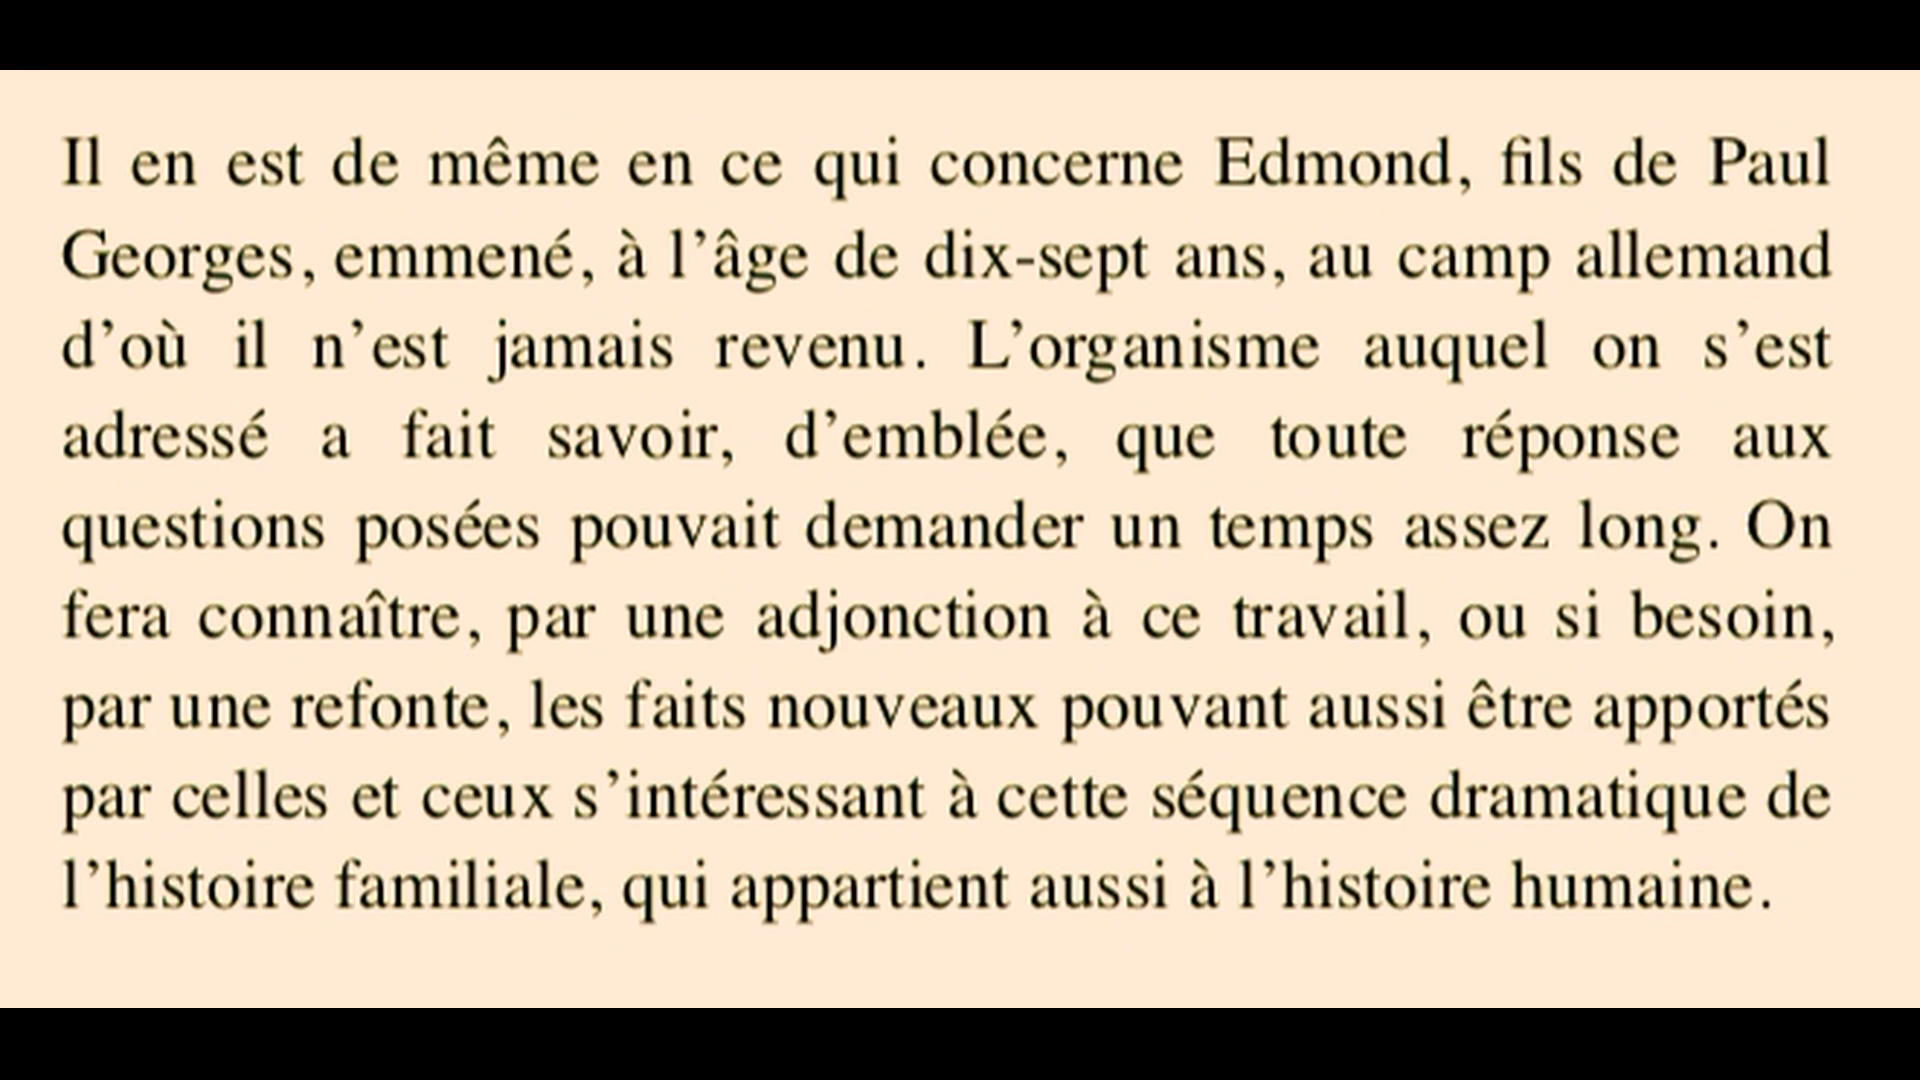 Il en est de même en ce qui concerne Edmond, fils de Paul
Georges, emmené, à l’âge de dix-sept ans, au camp allemand
d’où il n’est jamais revenu. L’organisme auquel on s’est
adressé a fait savoir, d’emblée, que toute réponse aux
questions posées pouvait demander un temps assez long. On
fera connaître, par une adjonction à ce travail, ou si besoin,
par une refonte, les faits nouveaux pouvant aussi être apportés
par celles et ceux s’intéressant à cette séquence dramatique de
l’histoire familiale, qui appartient aussi à l’histoire humaine.